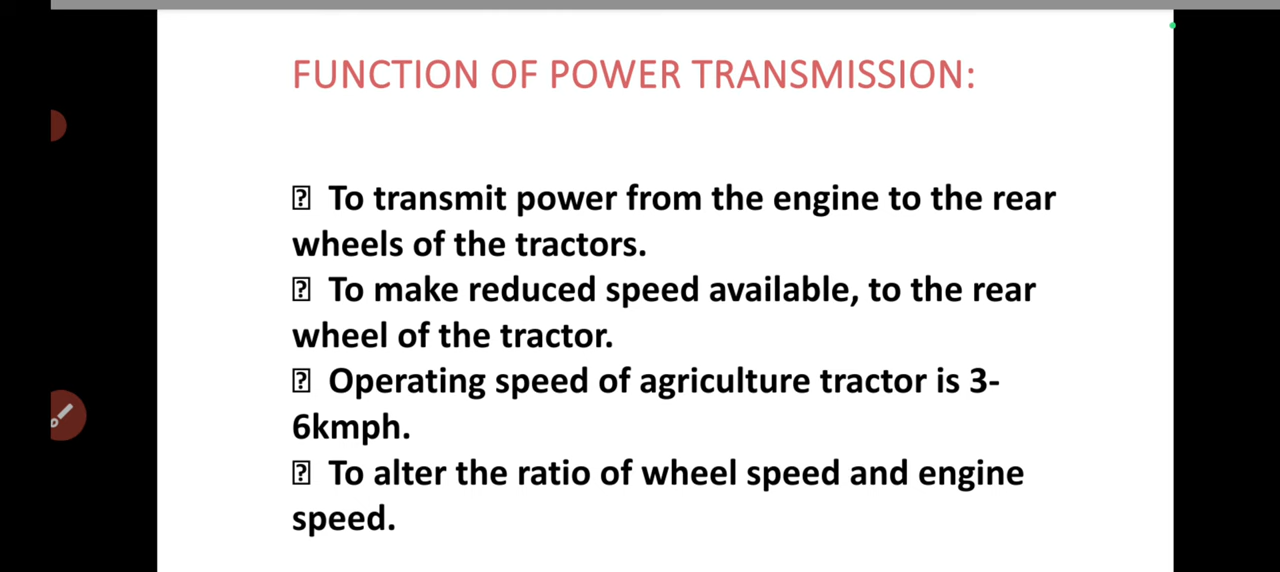 FUNCTION OF POWER TRANSMISSION:
⍰ To transmit power from the engine to the rear
wheels of the tractors.
⍰ To make reduced speed available, to the rear
wheel of the tractor.
⍰ Operating speed of agriculture tractor is 3-
6kmph.
⍰ To alter the ratio of wheel speed and engine
speed.